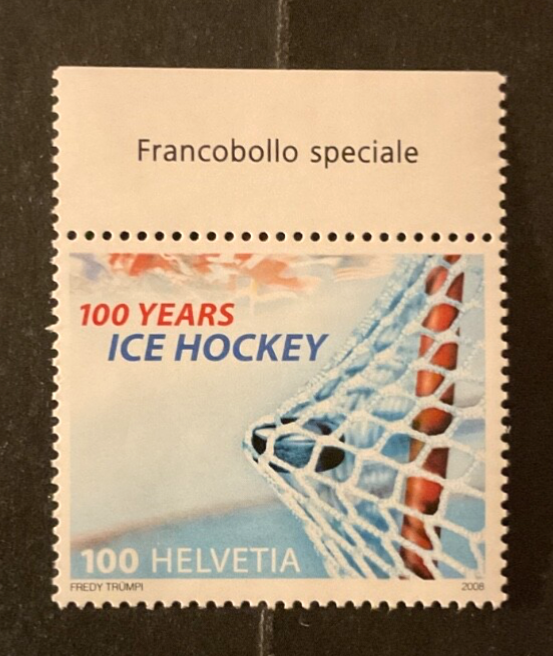 Francobollo speciale
100 YEARS
ICE HOCKEY
100 HELVETIA
FREDY TRÜMPI 2008